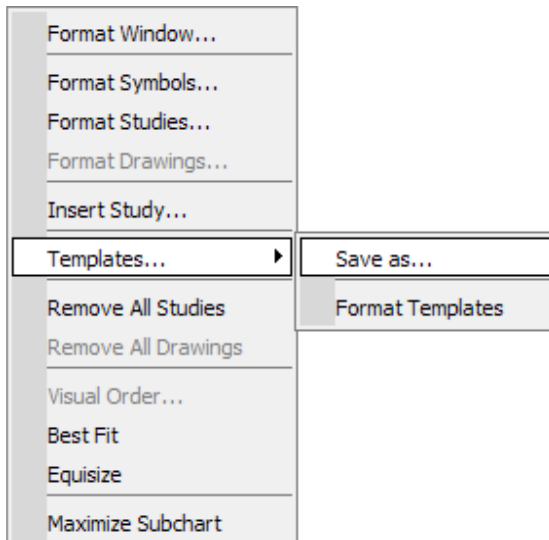 Format Window...
Format Symbols...
Format Studies...
Format Drawings...
Insert Study...
Templates...
Save as...
Remove All Studies
Format Templates
Remove All Drawings
Visual Order...
Best Fit
Equisize
Maximize Subchart